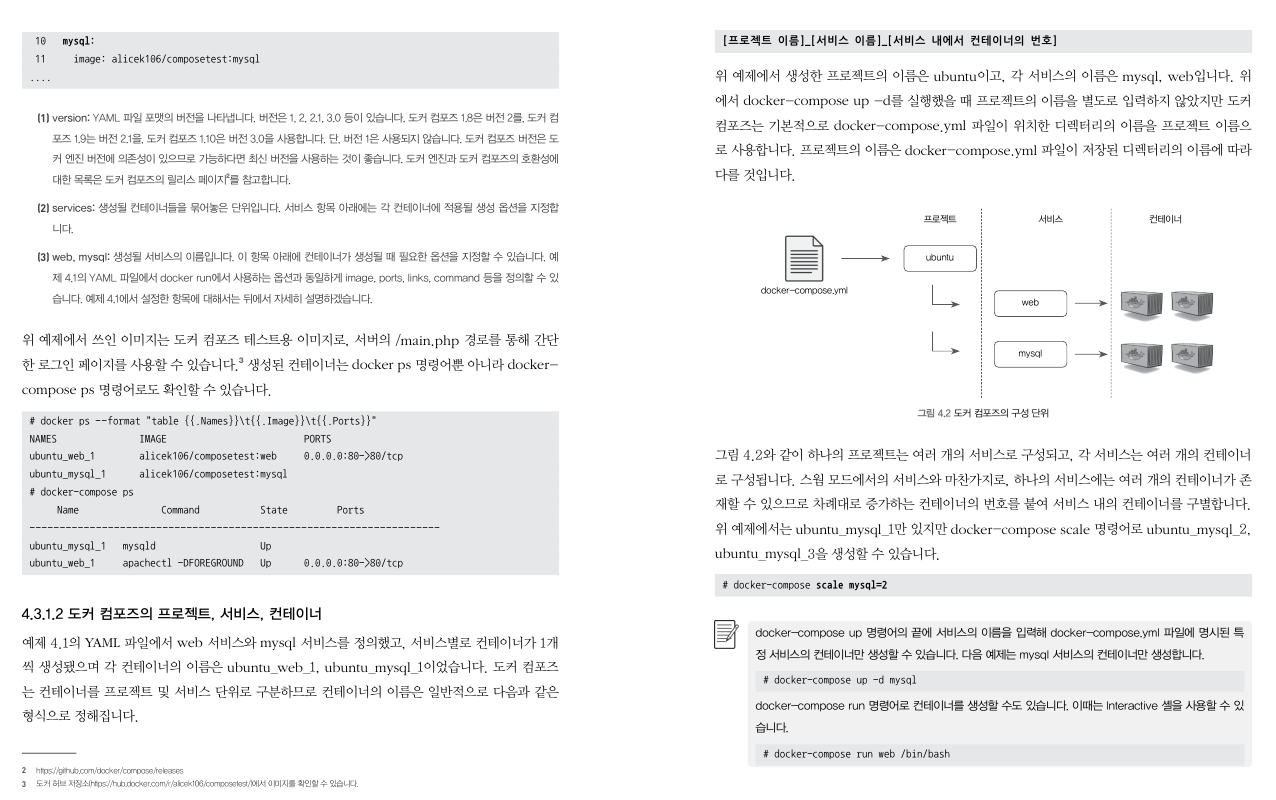 10 mysql:
11 image: alicek106/composetest:mysql
....
(1) version: YAML 파일 포맷의 버전을 나타냅니다. 버전은 1, 2, 2.1, 3.0 등이 있습니다. 도커 컴포즈 1.8은 버전 2를, 도커 컴
포즈 1.9는 버전 2.1을, 도커 컴포즈 1.10은 버전 3.0을 사용합니다. 단, 버전 1은 사용되지 않습니다. 도커 컴포즈 버전은 도
커 엔진 버전에 의존성이 있으므로 가능하다면 최신 버전을 사용하는 것이 좋습니다. 도커 엔진과 도커 컴포즈의 호환성에
대한 목록은 도커 컴포즈의 릴리스 페이지²를 참고합니다.
(2) services: 생성될 컨테이너들을 묶어놓은 단위입니다. 서비스 항목 아래에는 각 컨테이너에 적용될 생성 옵션을 지정합
니다.
(3) web, mysql: 생성될 서비스의 이름입니다. 이 항목 아래에 컨테이너가 생성될 때 필요한 옵션을 지정할 수 있습니다. 예
제 4.1의 YAML 파일에서 docker run에서 사용하는 옵션과 동일하게 image, ports, links, command 등을 정의할 수 있
습니다. 예제 4.1에서 설정한 항목에 대해서는 뒤에서 자세히 설명하겠습니다.
위 예제에서 쓰인 이미지는 도커 컴포즈 테스트용 이미지로, 서버의 /main.php 경로를 통해 간단
한 로그인 페이지를 사용할 수 있습니다.³ 생성된 컨테이너는 docker ps 명령어뿐 아니라 docker-
compose ps 명령어로도 확인할 수 있습니다.
# docker ps --format "table {{.Names}}\t{{.Image}}\t{{.Ports}}"
NAMES IMAGE PORTS
ubuntu_web_1 alicek106/composetest:web 0.0.0.0:80->80/tcp
ubuntu_mysql_1 alicek106/composetest:mysql
# docker-compose ps
Name Command State Ports
----------------------------------------------------------------
ubuntu_mysql_1 mysqld Up
ubuntu_web_1 apachectl -DFOREGROUND Up 0.0.0.0:80->80/tcp
4.3.1.2 도커 컴포즈의 프로젝트, 서비스, 컨테이너
예제 4.1의 YAML 파일에서 web 서비스와 mysql 서비스를 정의했고, 서비스별로 컨테이너가 1개
씩 생성됐으며 각 컨테이너의 이름은 ubuntu_web_1, ubuntu_mysql_1이었습니다. 도커 컴포즈
는 컨테이너를 프로젝트 및 서비스 단위로 구분하므로 컨테이너의 이름은 일반적으로 다음과 같은
형식으로 정해집니다.
2 https://github.com/docker/compose/releases
3 도커 허브 저장소(https://hub.docker.com/r/alicek106/composetest/)에서 이미지를 확인할 수 있습니다.
[프로젝트 이름]_[서비스 이름]_[서비스 내에서 컨테이너의 번호]
위 예제에서 생성한 프로젝트의 이름은 ubuntu이고, 각 서비스의 이름은 mysql, web입니다. 위
에서 docker-compose up -d를 실행했을 때 프로젝트의 이름을 별도로 입력하지 않았지만 도커
컴포즈는 기본적으로 docker-compose.yml 파일이 위치한 디렉터리의 이름을 프로젝트 이름으
로 사용합니다. 프로젝트의 이름은 docker-compose.yml 파일이 저장된 디렉터리의 이름에 따라
다를 것입니다.
프로젝트 서비스 컨테이너
ubuntu
docker-compose.yml
web
mysql
그림 4.2 도커 컴포즈의 구성 단위
그림 4.2와 같이 하나의 프로젝트는 여러 개의 서비스로 구성되고, 각 서비스는 여러 개의 컨테이너
로 구성됩니다. 스웜 모드에서의 서비스와 마찬가지로, 하나의 서비스에는 여러 개의 컨테이너가 존
재할 수 있으므로 차례대로 증가하는 컨테이너의 번호를 붙여 서비스 내의 컨테이너를 구별합니다.
위 예제에서는 ubuntu_mysql_1만 있지만 docker-compose scale 명령어로 ubuntu_mysql_2,
ubuntu_mysql_3을 생성할 수 있습니다.
# docker-compose scale mysql=2
docker-compose up 명령어의 끝에 서비스의 이름을 입력해 docker-compose.yml 파일에 명시된 특
정 서비스의 컨테이너만 생성할 수 있습니다. 다음 예제는 mysql 서비스의 컨테이너만 생성합니다.
# docker-compose up -d mysql
docker-compose run 명령어로 컨테이너를 생성할 수도 있습니다. 이때는 Interactive 셸을 사용할 수 있
습니다.
# docker-compose run web /bin/bash